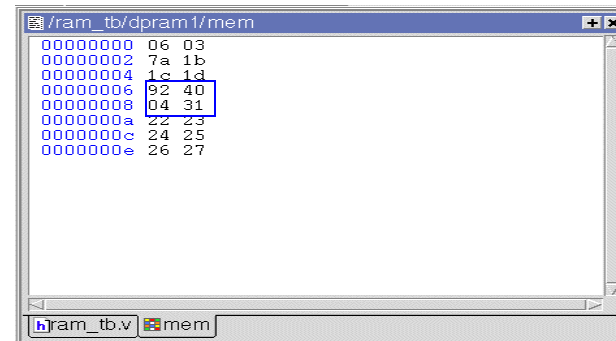 /ram_tb/dpram1/mem
00000000 06 03
00000002 7a 1b
00000004 1c 1d
00000006 92 40
00000008 04 31
0000000a 22 23
0000000c 24 25
0000000e 26 27
h ram_tb.v mem